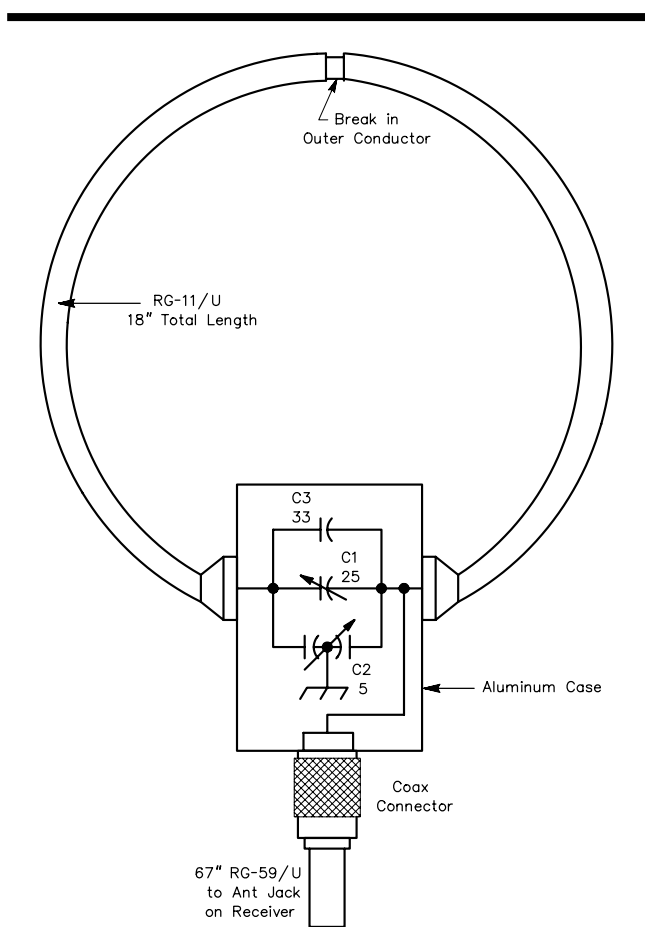 Break in
Outer Conductor
RG-11/U
18" Total Length
C3
33
C1
25
C2
5
Aluminum Case
Coax
Connector
67" RG-59/U
to Ant Jack
on Receiver